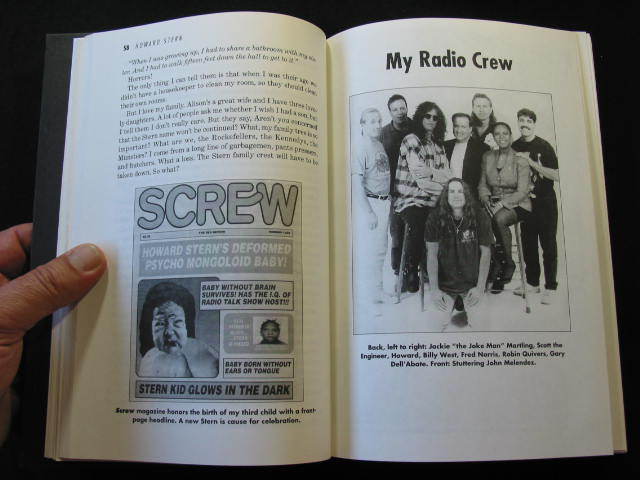 58 HOWARD STERN
"When I was growing up, I had to share a bathroom with my sis-
ter. And I had to walk fifteen feet down the hall to get to it."
Horrors!
The only thing I can tell them is that when I was their age we
didn't have a housekeeper to clean my room, so they should clean
their own rooms.
But I love my family. Alison's a great wife and I have three love-
ly daughters. A lot of people ask me whether I wish I had a son, but
I tell them I don't really care. But they say, Aren't you concerned
that the Stern name won't be continued? What, my family tree is so
important? What are we, the Rockefellers, the Kennedys, the
Munsters? I come from a long line of garbagemen, pants pressers,
and butchers. What a loss. The Stern family crest will have to be
taken down. So what?
SCREW
HOWARD STERN'S DEFORMED
PSYCHO MONGOLOID BABY!
BABY WITHOUT BRAIN
SURVIVES! HAS THE I.Q. OF
RADIO TALK SHOW HOST!!!
BABY BORN WITHOUT
EARS OR TONGUE
STERN KID GLOWS IN THE DARK
Screw magazine honors the birth of my third child with a front-
page headline. A new Stern is cause for celebration.
My Radio Crew
Back, left to right: Jackie "the Joke Man" Martling, Scott the
Engineer, Howard, Billy West, Fred Norris, Robin Quivers, Gary
Dell'Abate. Front: Stuttering John Melendez.